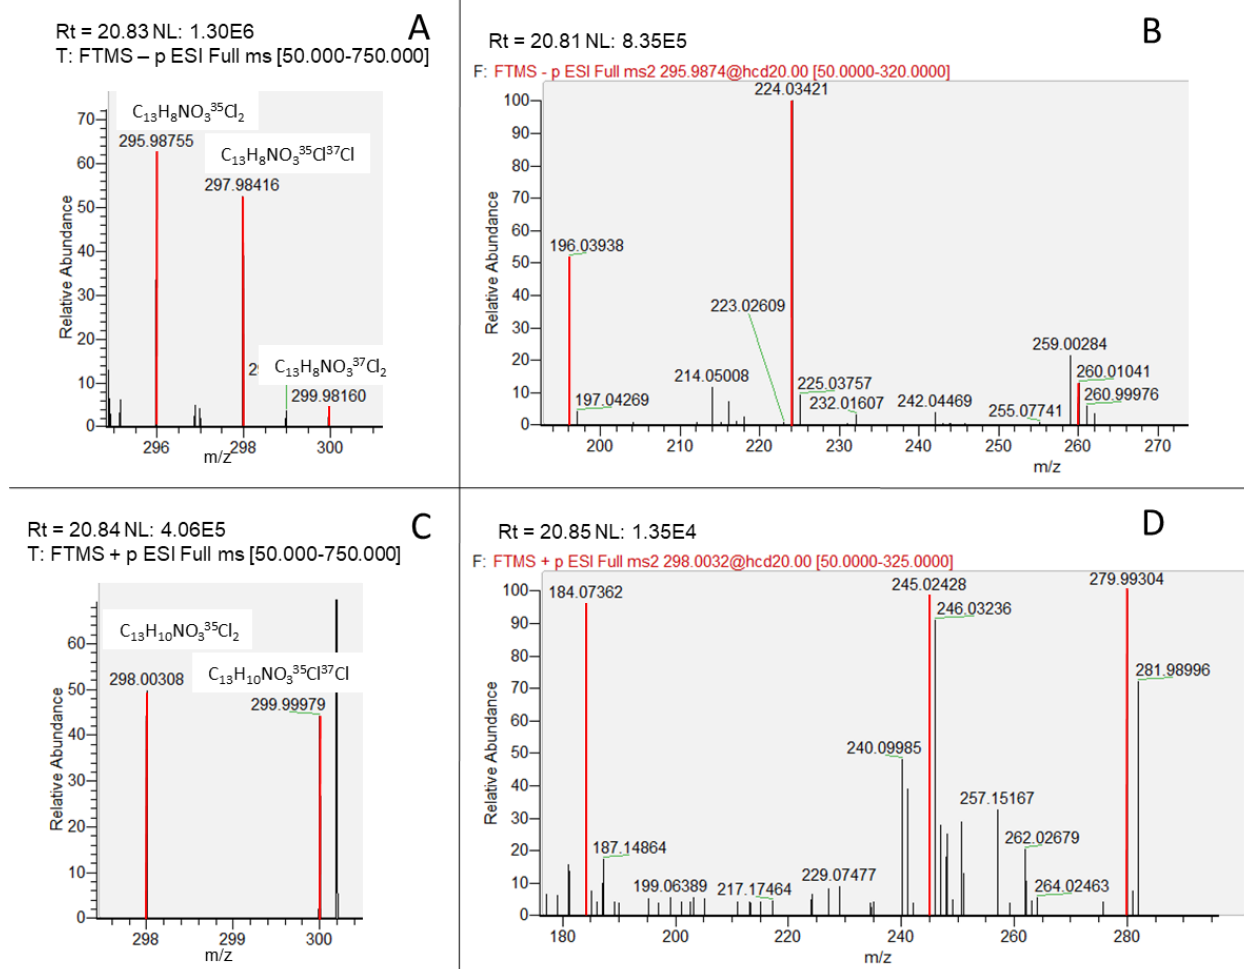 A
Rt = 20.83 NL: 1.30E6
T: FTMS – p ESI Full ms [50.000-750.000]
C₁₃H₈NO₃³⁵Cl₂
295.98755
C₁₃H₈NO₃³⁵Cl³⁷Cl
297.98416
C₁₃H₈NO₃³⁷Cl₂
299.98160
70
60
50
40
30
20
10
0
Relative Abundance
296 298 300
m/z
B
Rt = 20.81 NL: 8.35E5
F: FTMS - p ESI Full ms2 295.9874@hcd20.00 [50.0000-320.0000]
224.03421
196.03938
223.02609
259.00284
214.05008
260.01041
225.03757
260.99976
197.04269
232.01607
242.04469
255.07741
100
90
80
70
60
50
40
30
20
10
0
Relative Abundance
200 210 220 230 240 250 260 270
m/z
C
Rt = 20.84 NL: 4.06E5
T: FTMS + p ESI Full ms [50.000-750.000]
C₁₃H₁₀NO₃³⁵Cl₂
298.00308
C₁₃H₁₀NO₃³⁵Cl³⁷Cl
299.99979
60
50
40
30
20
10
0
Relative Abundance
298 299 300
m/z
D
Rt = 20.85 NL: 1.35E4
F: FTMS + p ESI Full ms2 298.0032@hcd20.00 [50.0000-325.0000]
184.07362
245.02428
279.99304
246.03236
281.98996
240.09985
257.15167
262.02679
187.14864
229.07477
199.06389
217.17464
264.02463
100
90
80
70
60
50
40
30
20
10
0
Relative Abundance
180 200 220 240 260 280
m/z